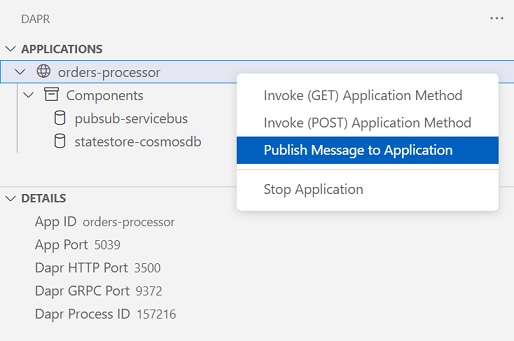 DAPR
APPLICATIONS
orders-processor
Components
pubsub-servicebus
statestore-cosmosdb
Invoke (GET) Application Method
Invoke (POST) Application Method
Publish Message to Application
Stop Application
DETAILS
App ID orders-processor
App Port 5039
Dapr HTTP Port 3500
Dapr GRPC Port 9372
Dapr Process ID 157216